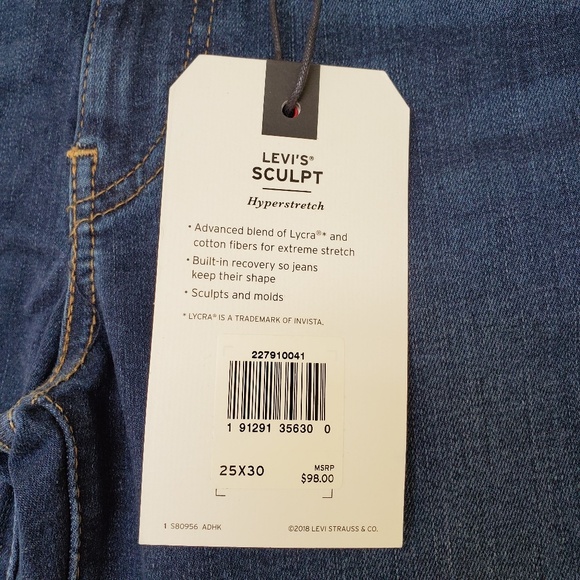 LEVI'S®
SCULPT
Hyperstretch
• Advanced blend of Lycra®* and
cotton fibers for extreme stretch
• Built-in recovery so jeans
keep their shape
• Sculpts and molds
* LYCRA® IS A TRADEMARK OF INVISTA.
227910041
1 91291 35630 0
25X30
MSRP
$98.00
1 S80956 ADHK
©2018 LEVI STRAUSS & CO.